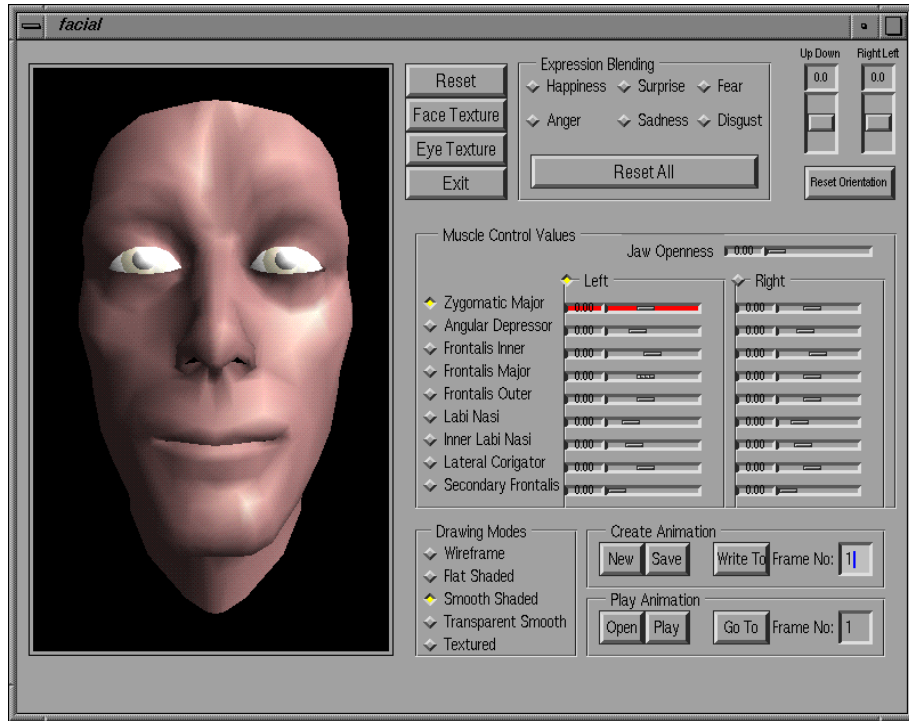 facial
Reset
Face Texture
Eye Texture
Exit
Expression Blending
Happiness Surprise Fear
Anger Sadness Disgust
Reset All
Up Down Right Left
0.0 0.0
Reset Orientation
Muscle Control Values
Jaw Openness 0.00
Left Right
Zygomatic Major 0.00 0.00
Angular Depressor 0.00 0.00
Frontalis Inner 0.00 0.00
Frontalis Major 0.00 0.00
Frontalis Outer 0.00 0.00
Labi Nasi 0.00 0.00
Inner Labi Nasi 0.00 0.00
Lateral Corigator 0.00 0.00
Secondary Frontalis 0.00 0.00
Drawing Modes
Wireframe
Flat Shaded
Smooth Shaded
Transparent Smooth
Textured
Create Animation
New Save Write To Frame No: 1
Play Animation
Open Play Go To Frame No: 1